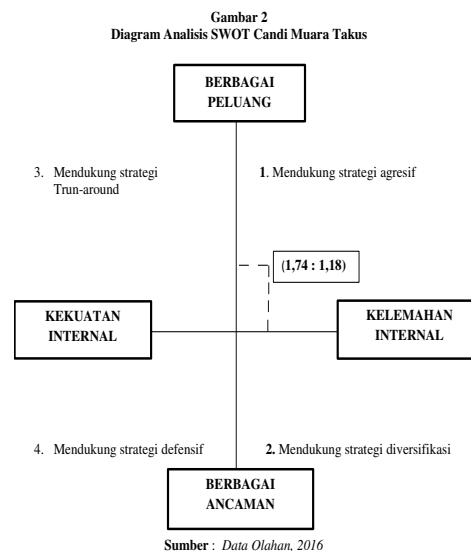 Gambar 2
Diagram Analisis SWOT Candi Muara Takus
BERBAGAI
PELUANG
3. Mendukung strategi
Trun-around
1. Mendukung strategi agresif
(1,74 : 1,18)
KEKUATAN
INTERNAL
KELEMAHAN
INTERNAL
4. Mendukung strategi defensif
2. Mendukung strategi diversifikasi
BERBAGAI
ANCAMAN
Sumber : Data Olahan, 2016